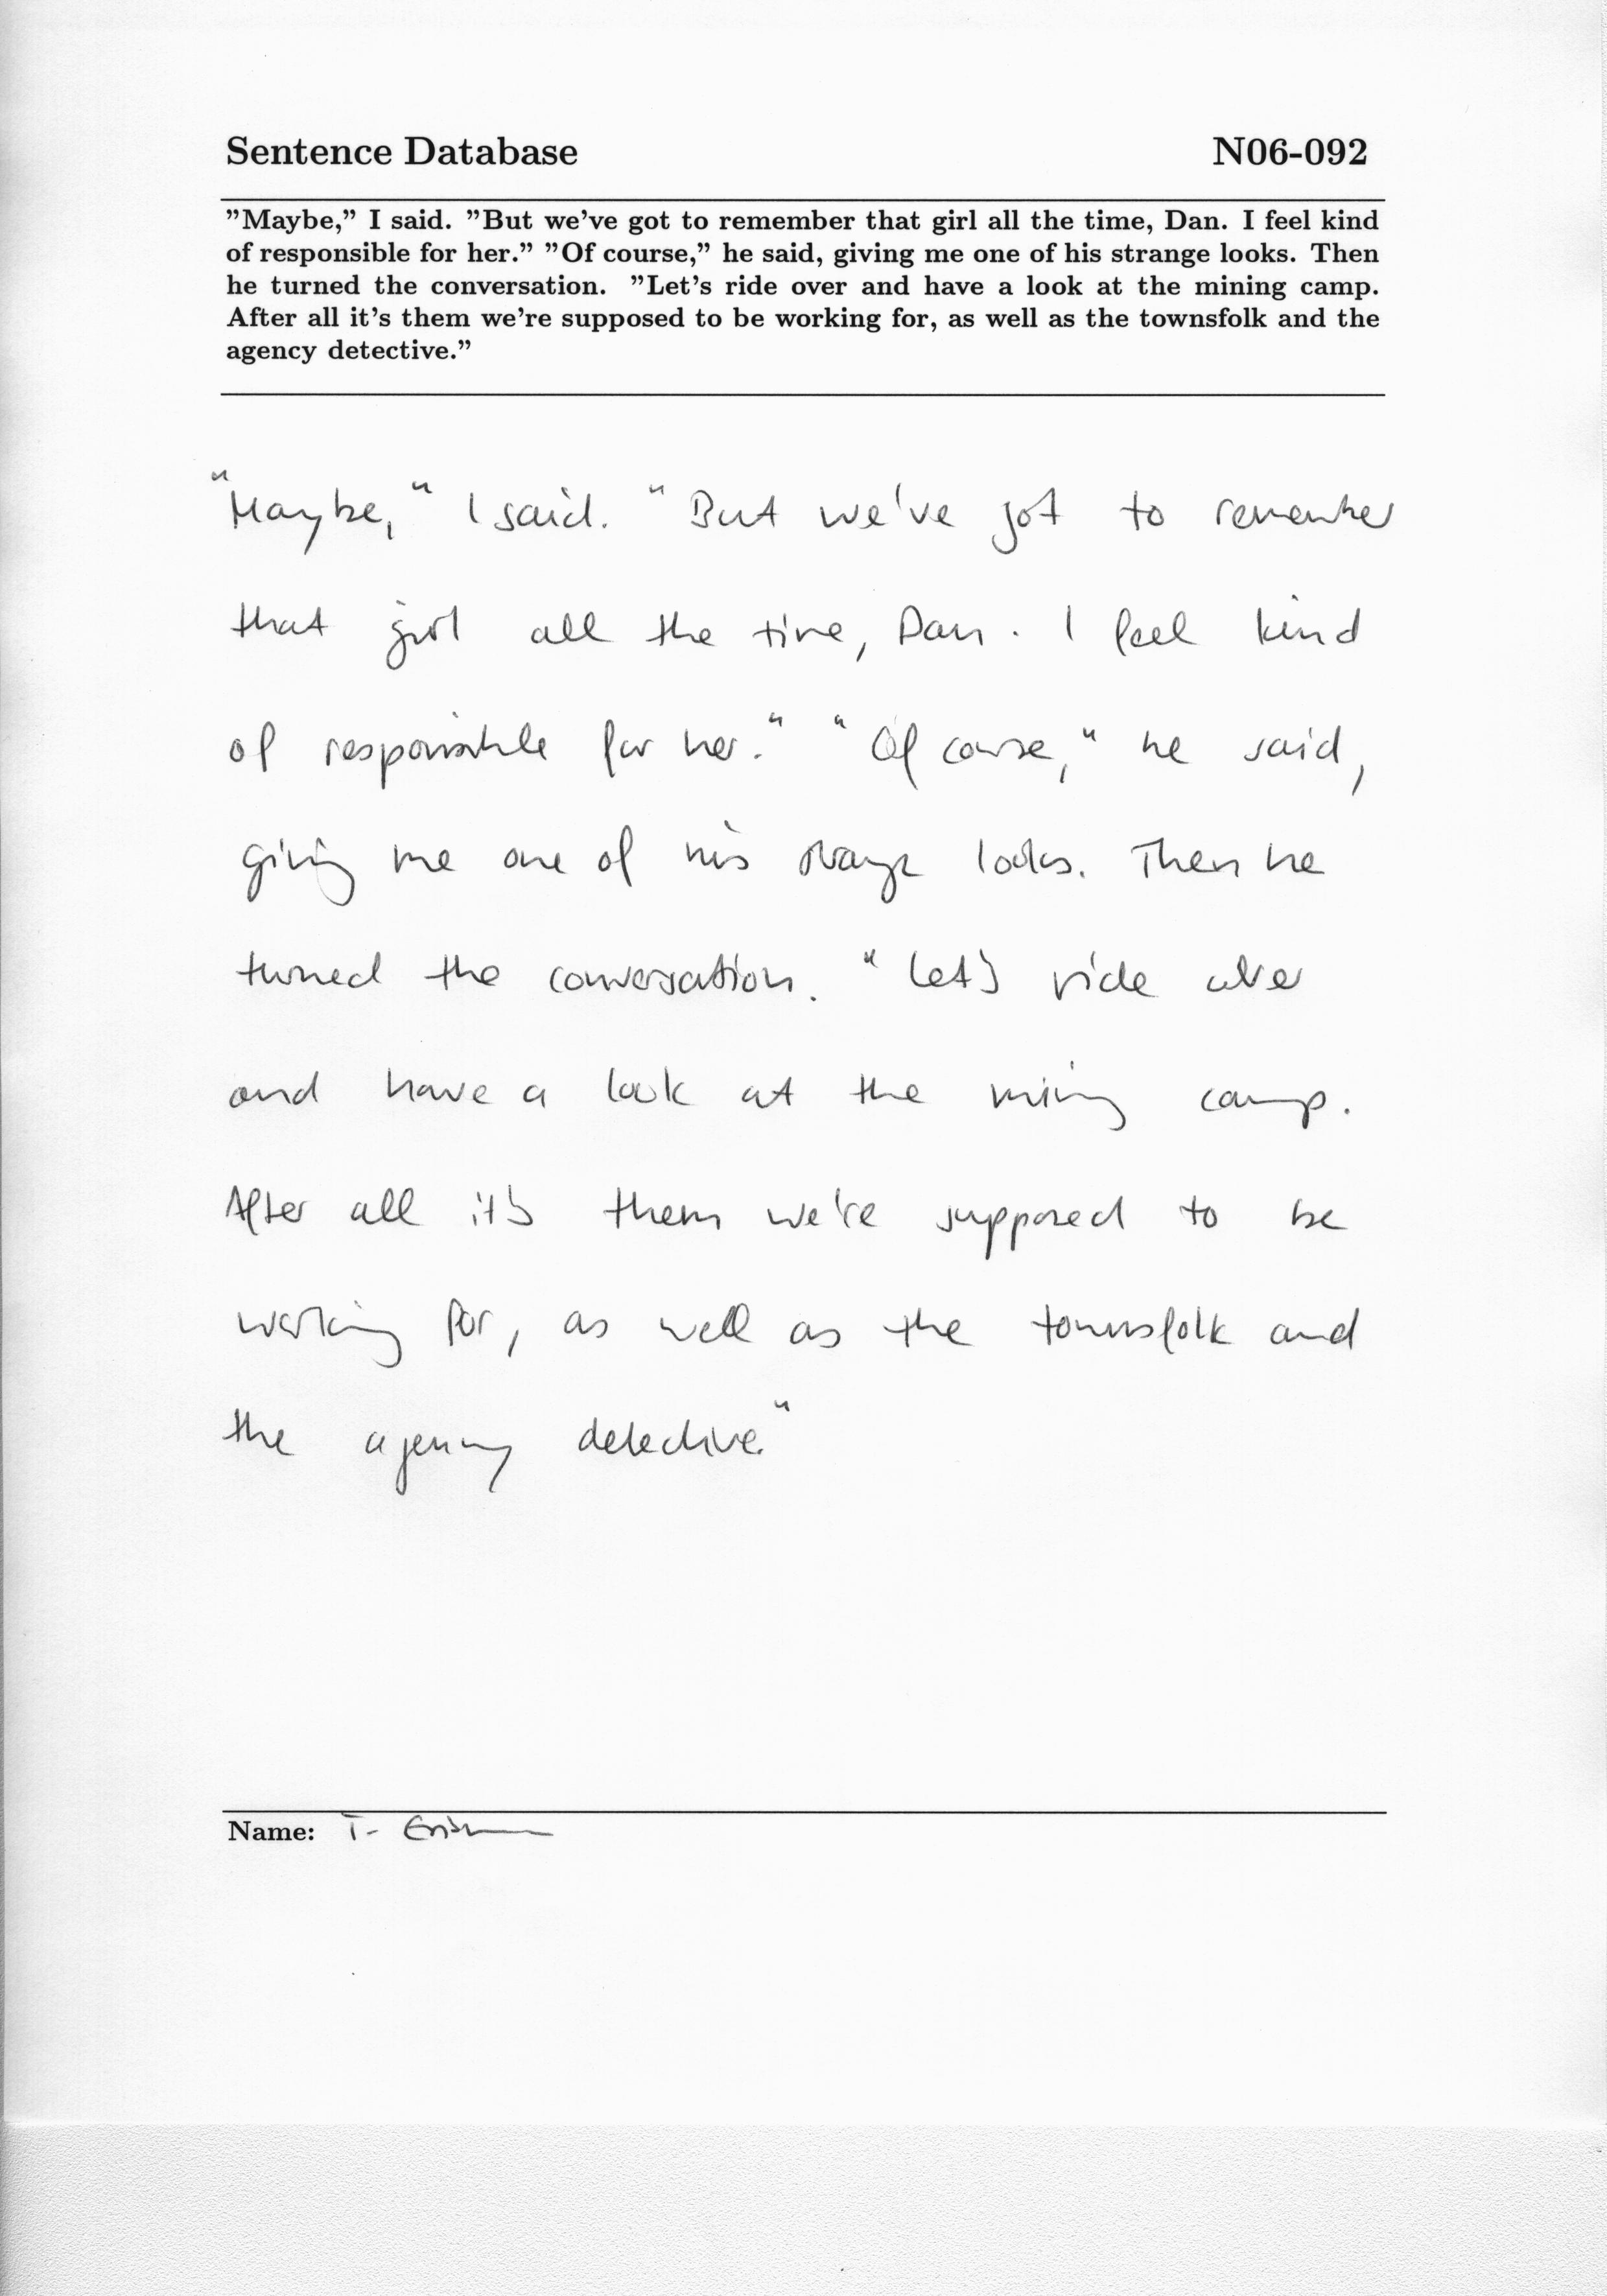 Sentence Database N06-092
"Maybe," I said. "But we've got to remember that girl all the time, Dan. I feel kind
of responsible for her." "Of course," he said, giving me one of his strange looks. Then
he turned the conversation. "Let's ride over and have a look at the mining camp.
After all it's them we're supposed to be working for, as well as the townsfolk and the
agency detective."
"Maybe," I said. "But we've got to remember
that girl all the time, Dan. I feel kind
of responsible for her." "Of course," he said,
giving me one of his strange looks. Then he
turned the conversation. "Let's ride over
and have a look at the mining camp.
After all it's them we're supposed to be
working for, as well as the townsfolk and
the agency detective."
Name: T.